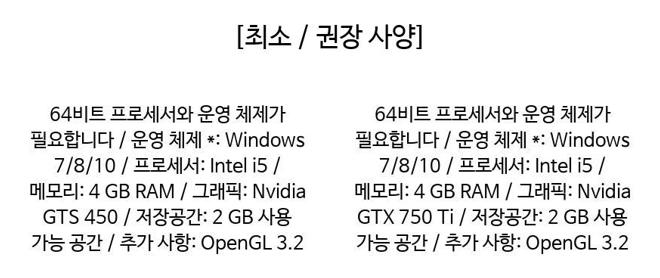 [최소 / 권장 사양]
64비트 프로세서와 운영 체제가
필요합니다 / 운영 체제 *: Windows
7/8/10 / 프로세서: Intel i5 /
메모리: 4 GB RAM / 그래픽: Nvidia
GTS 450 / 저장공간: 2 GB 사용
가능 공간 / 추가 사항: OpenGL 3.2
64비트 프로세서와 운영 체제가
필요합니다 / 운영 체제 *: Windows
7/8/10 / 프로세서: Intel i5 /
메모리: 4 GB RAM / 그래픽: Nvidia
GTX 750 Ti / 저장공간: 2 GB 사용
가능 공간 / 추가 사항: OpenGL 3.2